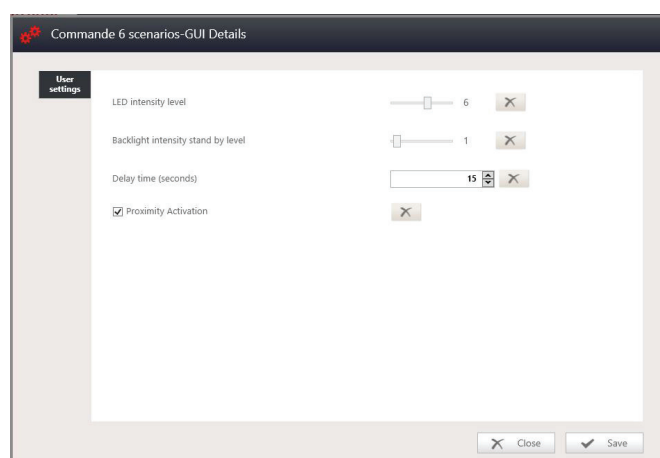 Commande 6 scenarios-GUI Details
User
settings
LED intensity level
6
Backlight intensity stand by level
1
Delay time (seconds)
15
Proximity Activation
Close
Save